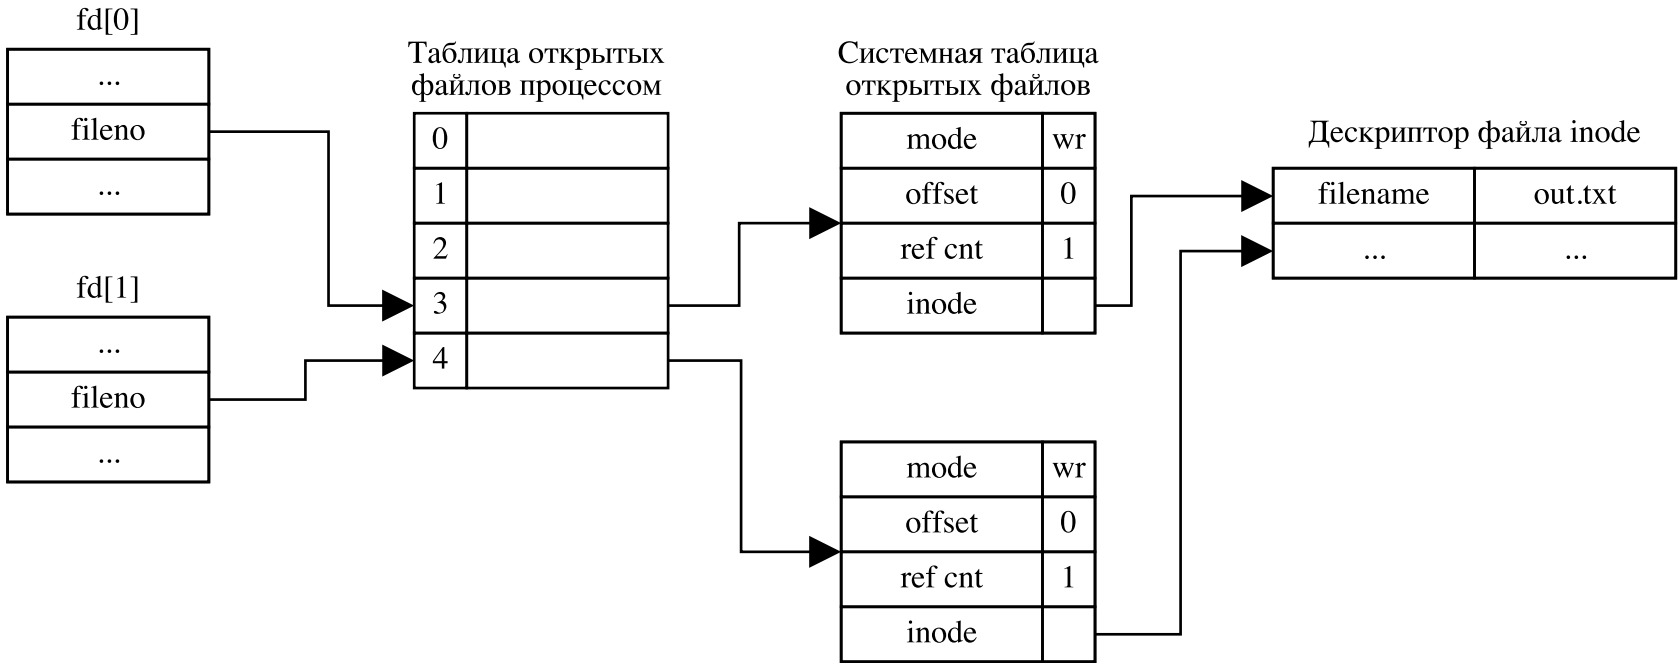 fd[0]
...
fileno
...
fd[1]
...
fileno
...
Таблица открытых
файлов процессом
0
1
2
3
4
Системная таблица
открытых файлов
mode wr
offset 0
ref cnt 1
inode
mode wr
offset 0
ref cnt 1
inode
Дескриптор файла inode
filename out.txt
... ...